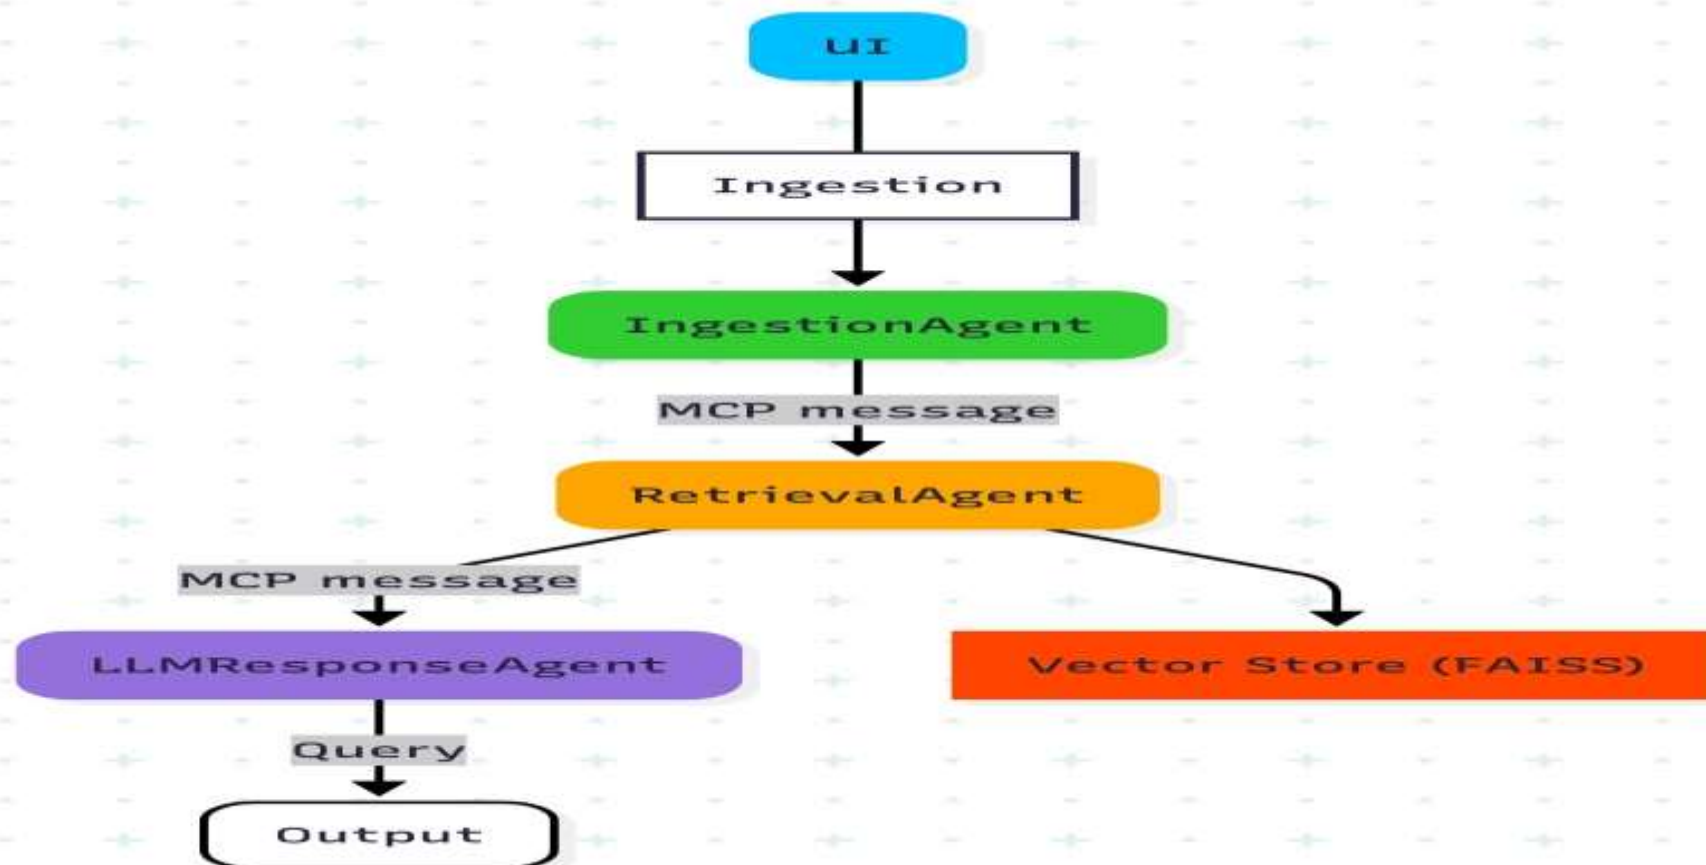 UI
Ingestion
IngestionAgent
MCP message
RetrievalAgent
MCP message
LLMResponseAgent
Vector Store (FAISS)
Query
Output